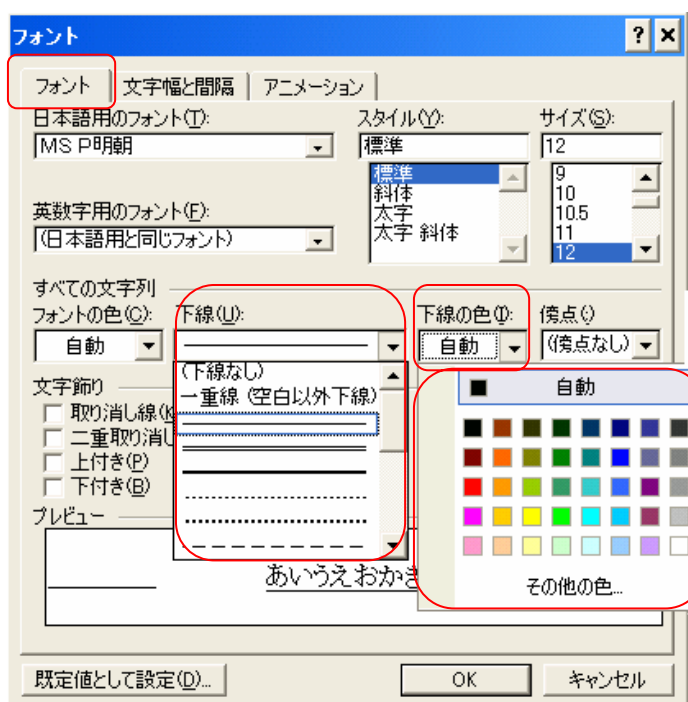 フォント
フォント 文字幅と間隔 アニメーション
日本語用のフォント(T): スタイル(Y): サイズ(S):
MS P明朝 標準 12
標準 9
斜体 10
太字 10.5
太字 斜体 11
12
英数字用のフォント(F):
(日本語用と同じフォント)
すべての文字列
フォントの色(C): 下線(U): 下線の色(I): 傍点(:)
自動 自動 (傍点なし)
(下線なし)
一重線 (空白以外下線)
自動
文字飾り
取り消し線(K
二重取り消し
上付き(P)
下付き(B)
その他の色...
プレビュー
あいうえおかき
既定値として設定(D)... OK キャンセル